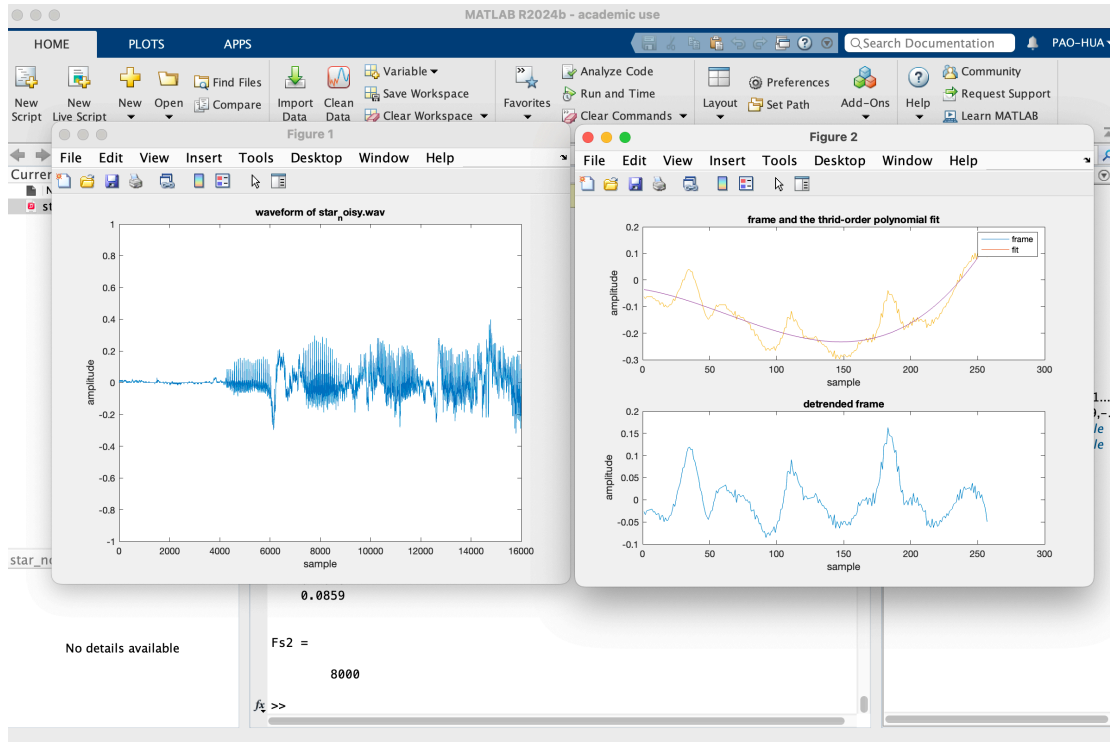 MATLAB R2024b - academic use
HOME PLOTS APPS
Search Documentation PAO-HUA
Find Files
Compare
Variable
Save Workspace
Clear Workspace
Analyze Code
Run and Time
Clear Commands
Preferences
Set Path
Community
Request Support
Learn MATLAB
New Script
New Live Script
New
Open
Import Data
Clean Data
Favorites
Layout
Add-Ons
Help
Figure 1
File Edit View Insert Tools Desktop Window Help
waveform of star_noisy.wav
amplitude
1
0.8
0.6
0.4
0.2
0
-0.2
-0.4
-0.6
-0.8
-1
0 2000 4000 6000 8000 10000 12000 14000 16000
sample
Figure 2
File Edit View Insert Tools Desktop Window Help
frame and the thrid-order polynomial fit
frame
fit
amplitude
0.2
0.1
0
-0.1
-0.2
-0.3
0 50 100 150 200 250 300
sample
detrended frame
amplitude
0.2
0.15
0.1
0.05
0
-0.05
-0.1
0 50 100 150 200 250 300
sample
No details available
0.0859
Fs2 =
8000
fx >>